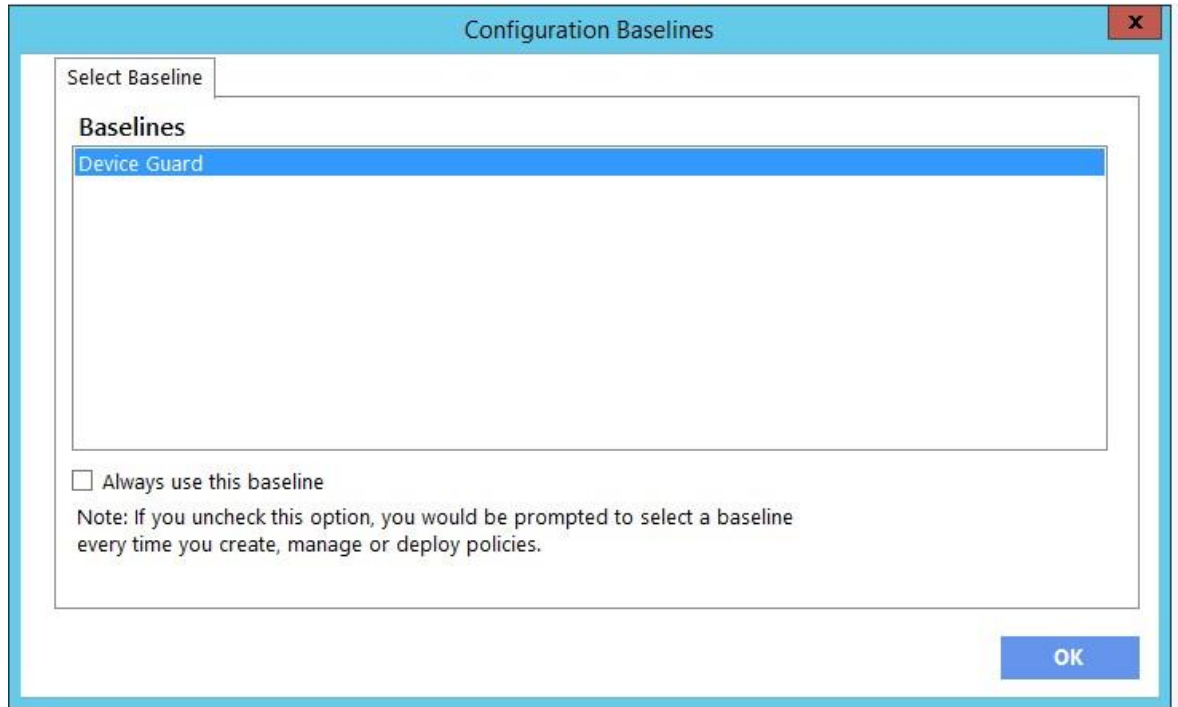 Configuration Baselines
x
Select Baseline
Baselines
Device Guard
Always use this baseline
Note: If you uncheck this option, you would be prompted to select a baseline
every time you create, manage or deploy policies.
OK